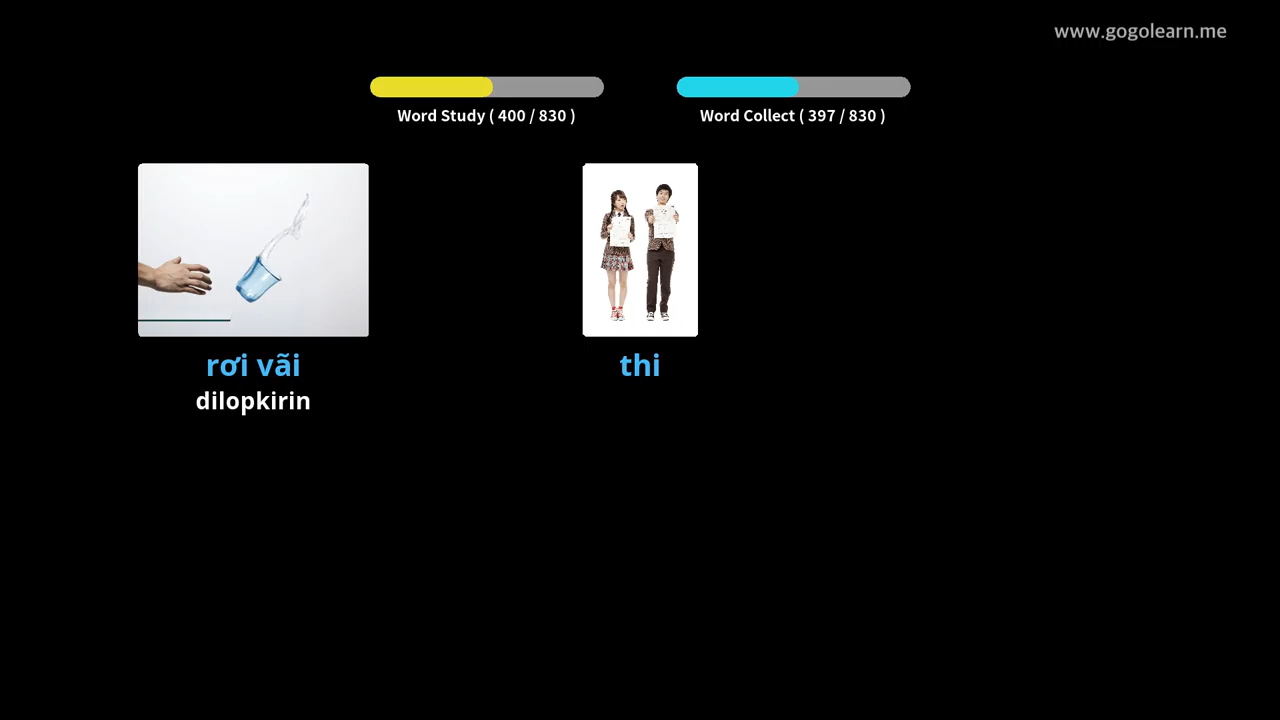 www.gogolearn.me
Word Study ( 400 / 830 )
Word Collect ( 397 / 830 )
rơi vãi
dilopkirin
thi